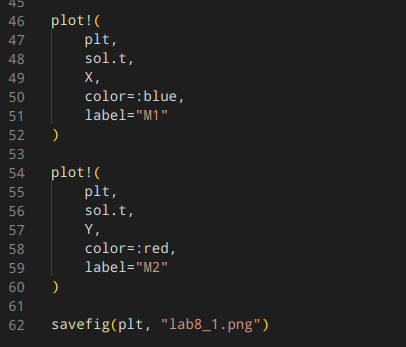 45
46 plot!(
47     plt,
48     sol.t,
49     X,
50     color=:blue,
51     label="M1"
52 )
53
54 plot!(
55     plt,
56     sol.t,
57     Y,
58     color=:red,
59     label="M2"
60 )
61
62 savefig(plt, "lab8_1.png")